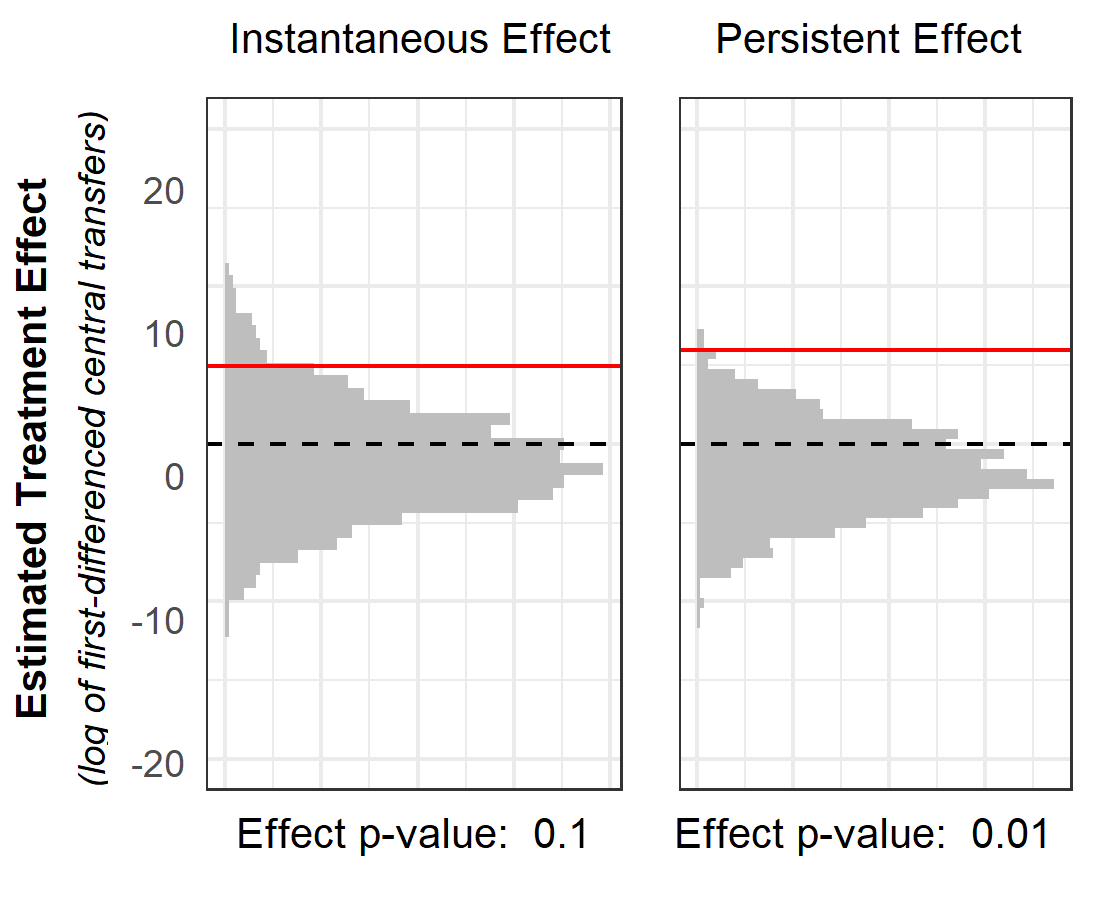 Instantaneous Effect
Persistent Effect
Estimated Treatment Effect
(log of first-differenced central transfers)
20
10
0
-10
-20
Effect p-value: 0.1
Effect p-value: 0.01